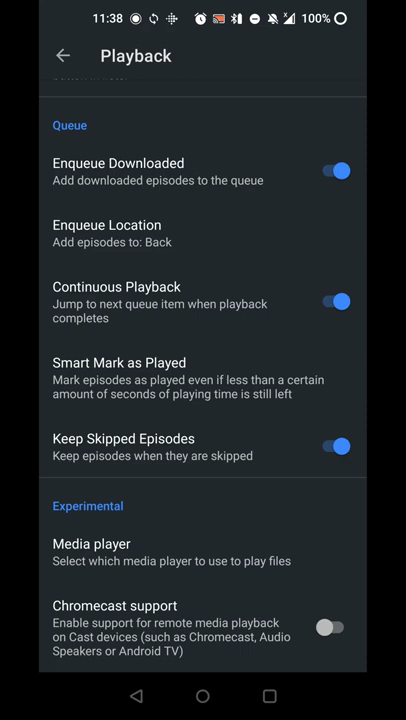 11:38
100%
Playback
Queue
Enqueue Downloaded
Add downloaded episodes to the queue
Enqueue Location
Add episodes to: Back
Continuous Playback
Jump to next queue item when playback
completes
Smart Mark as Played
Mark episodes as played even if less than a certain
amount of seconds of playing time is still left
Keep Skipped Episodes
Keep episodes when they are skipped
Experimental
Media player
Select which media player to use to play files
Chromecast support
Enable support for remote media playback
on Cast devices (such as Chromecast, Audio
Speakers or Android TV)